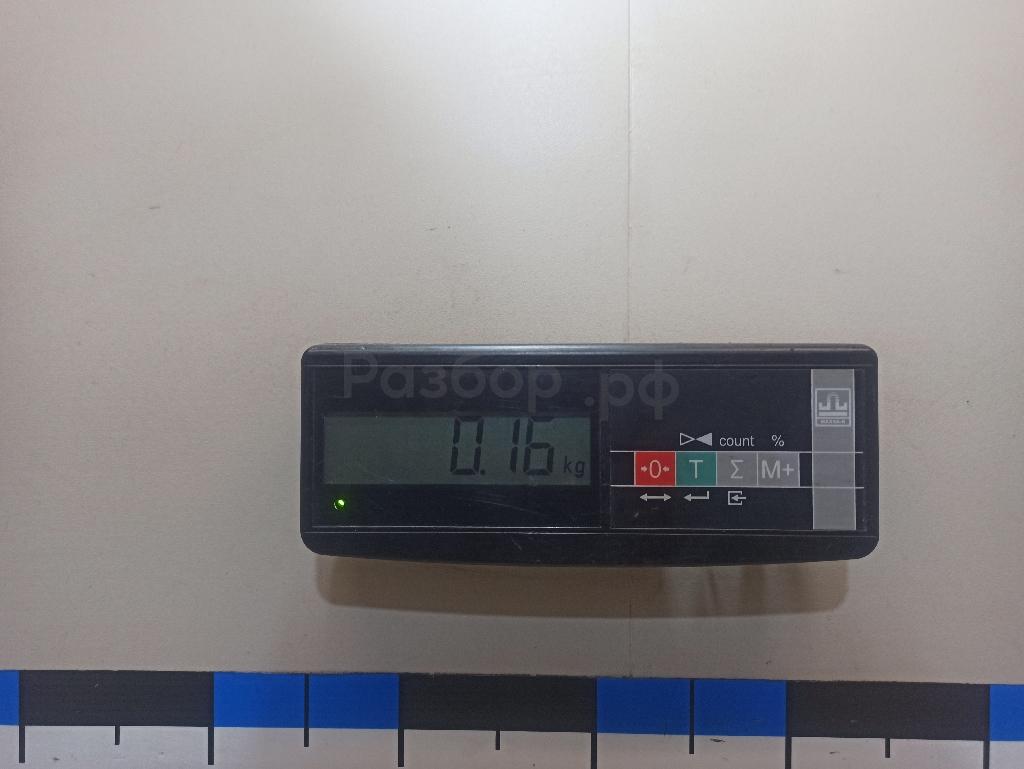 Разбор.рф
0.16 kg
count %
→0← T Σ M+